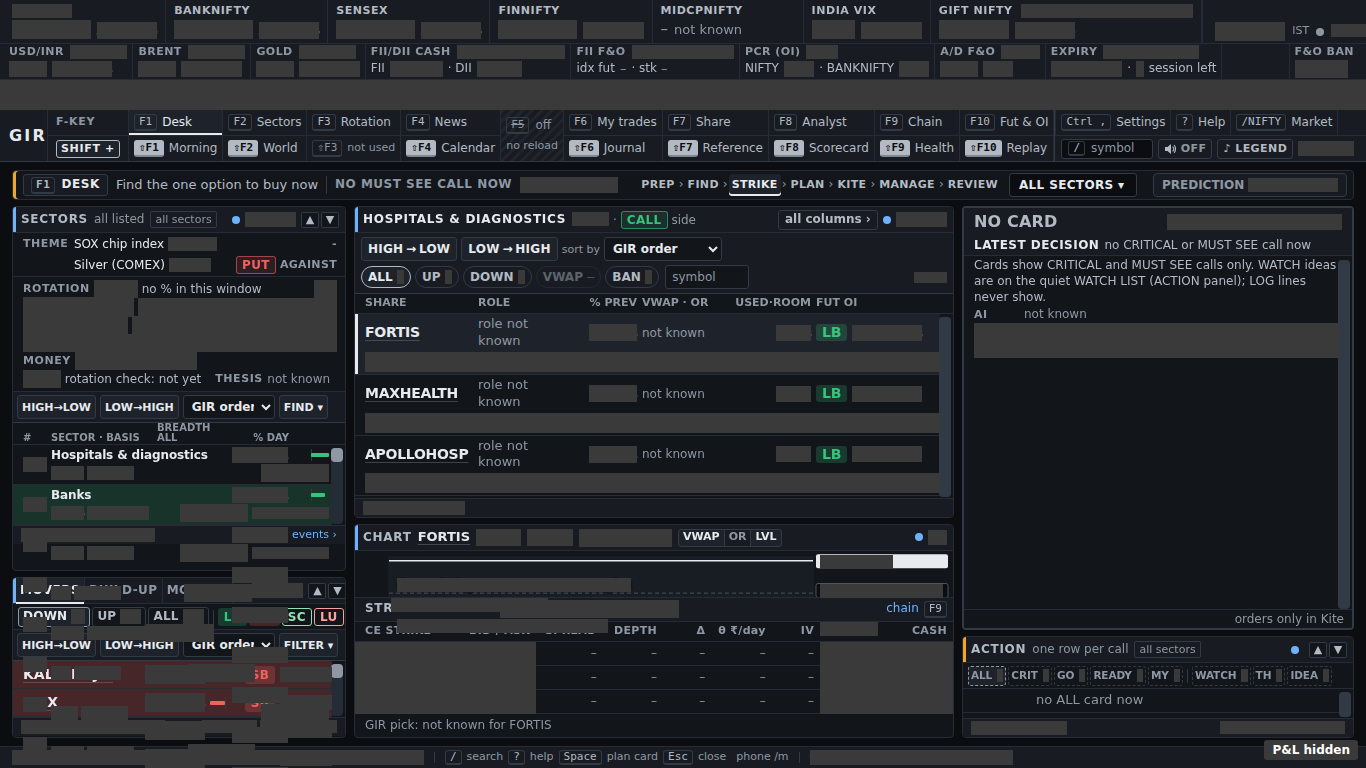 BANKNIFTY SENSEX FINNIFTY MIDCPNIFTY INDIA VIX GIFT NIFTY
– not known IST
USD/INR BRENT GOLD FII/DII CASH FII F&O PCR (OI) A/D F&O EXPIRY F&O BAN
FII · DII idx fut – · stk – NIFTY · BANKNIFTY · session left
GIR F-KEY F1 Desk F2 Sectors F3 Rotation F4 News F5 off F6 My trades F7 Share F8 Analyst F9 Chain F10 Fut & OI Ctrl , Settings ? Help /NIFTY Market
SHIFT + ⇧F1 Morning ⇧F2 World ⇧F3 not used ⇧F4 Calendar no reload ⇧F6 Journal ⇧F7 Reference ⇧F8 Scorecard ⇧F9 Health ⇧F10 Replay / symbol OFF ♪ LEGEND
F1 DESK Find the one option to buy now NO MUST SEE CALL NOW PREP › FIND › STRIKE › PLAN › KITE › MANAGE › REVIEW ALL SECTORS ▾ PREDICTION
SECTORS all listed all sectors ▲ ▼
THEME SOX chip index -
Silver (COMEX) PUT AGAINST
ROTATION no % in this window
MONEY
rotation check: not yet THESIS not known
HIGH→LOW LOW→HIGH GIR order FIND ▾
# SECTOR · BASIS BREADTH ALL % DAY
Hospitals & diagnostics
Banks
events ›
DOWN UP ALL SC LU
HIGH→LOW LOW→HIGH GIR order FILTER ▾
HOSPITALS & DIAGNOSTICS · CALL side all columns ›
HIGH → LOW LOW → HIGH sort by GIR order
ALL UP DOWN VWAP – BAN symbol
SHARE ROLE % PREV VWAP · OR USED·ROOM FUT OI
FORTIS role not known not known LB
MAXHEALTH role not known not known LB
APOLLOHOSP role not known not known LB
CHART FORTIS VWAP OR LVL
chain F9
DEPTH Δ θ ₹/day IV CASH
– – – – –
– – – – –
– – – – –
GIR pick: not known for FORTIS
NO CARD
LATEST DECISION no CRITICAL or MUST SEE call now
Cards show CRITICAL and MUST SEE calls only. WATCH ideas
are on the quiet WATCH LIST (ACTION panel); LOG lines
never show.
AI not known
orders only in Kite
ACTION one row per call all sectors ▲ ▼
ALL CRIT GO READY MY WATCH TH IDEA
no ALL card now
P&L hidden
/ search ? help Space plan card Esc close phone /m